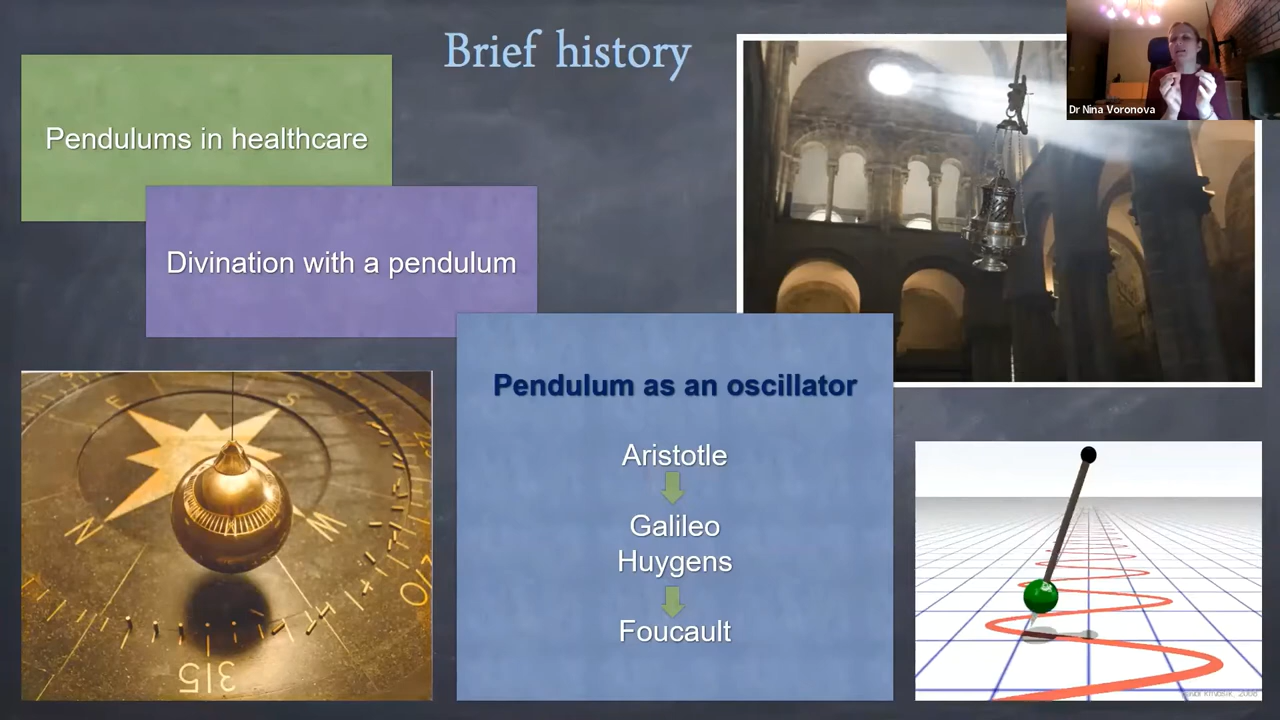 Brief history
Dr Nina Voronova
Pendulums in healthcare
Divination with a pendulum
Pendulum as an oscillator
Aristotle
Galileo
Huygens
Foucault
315